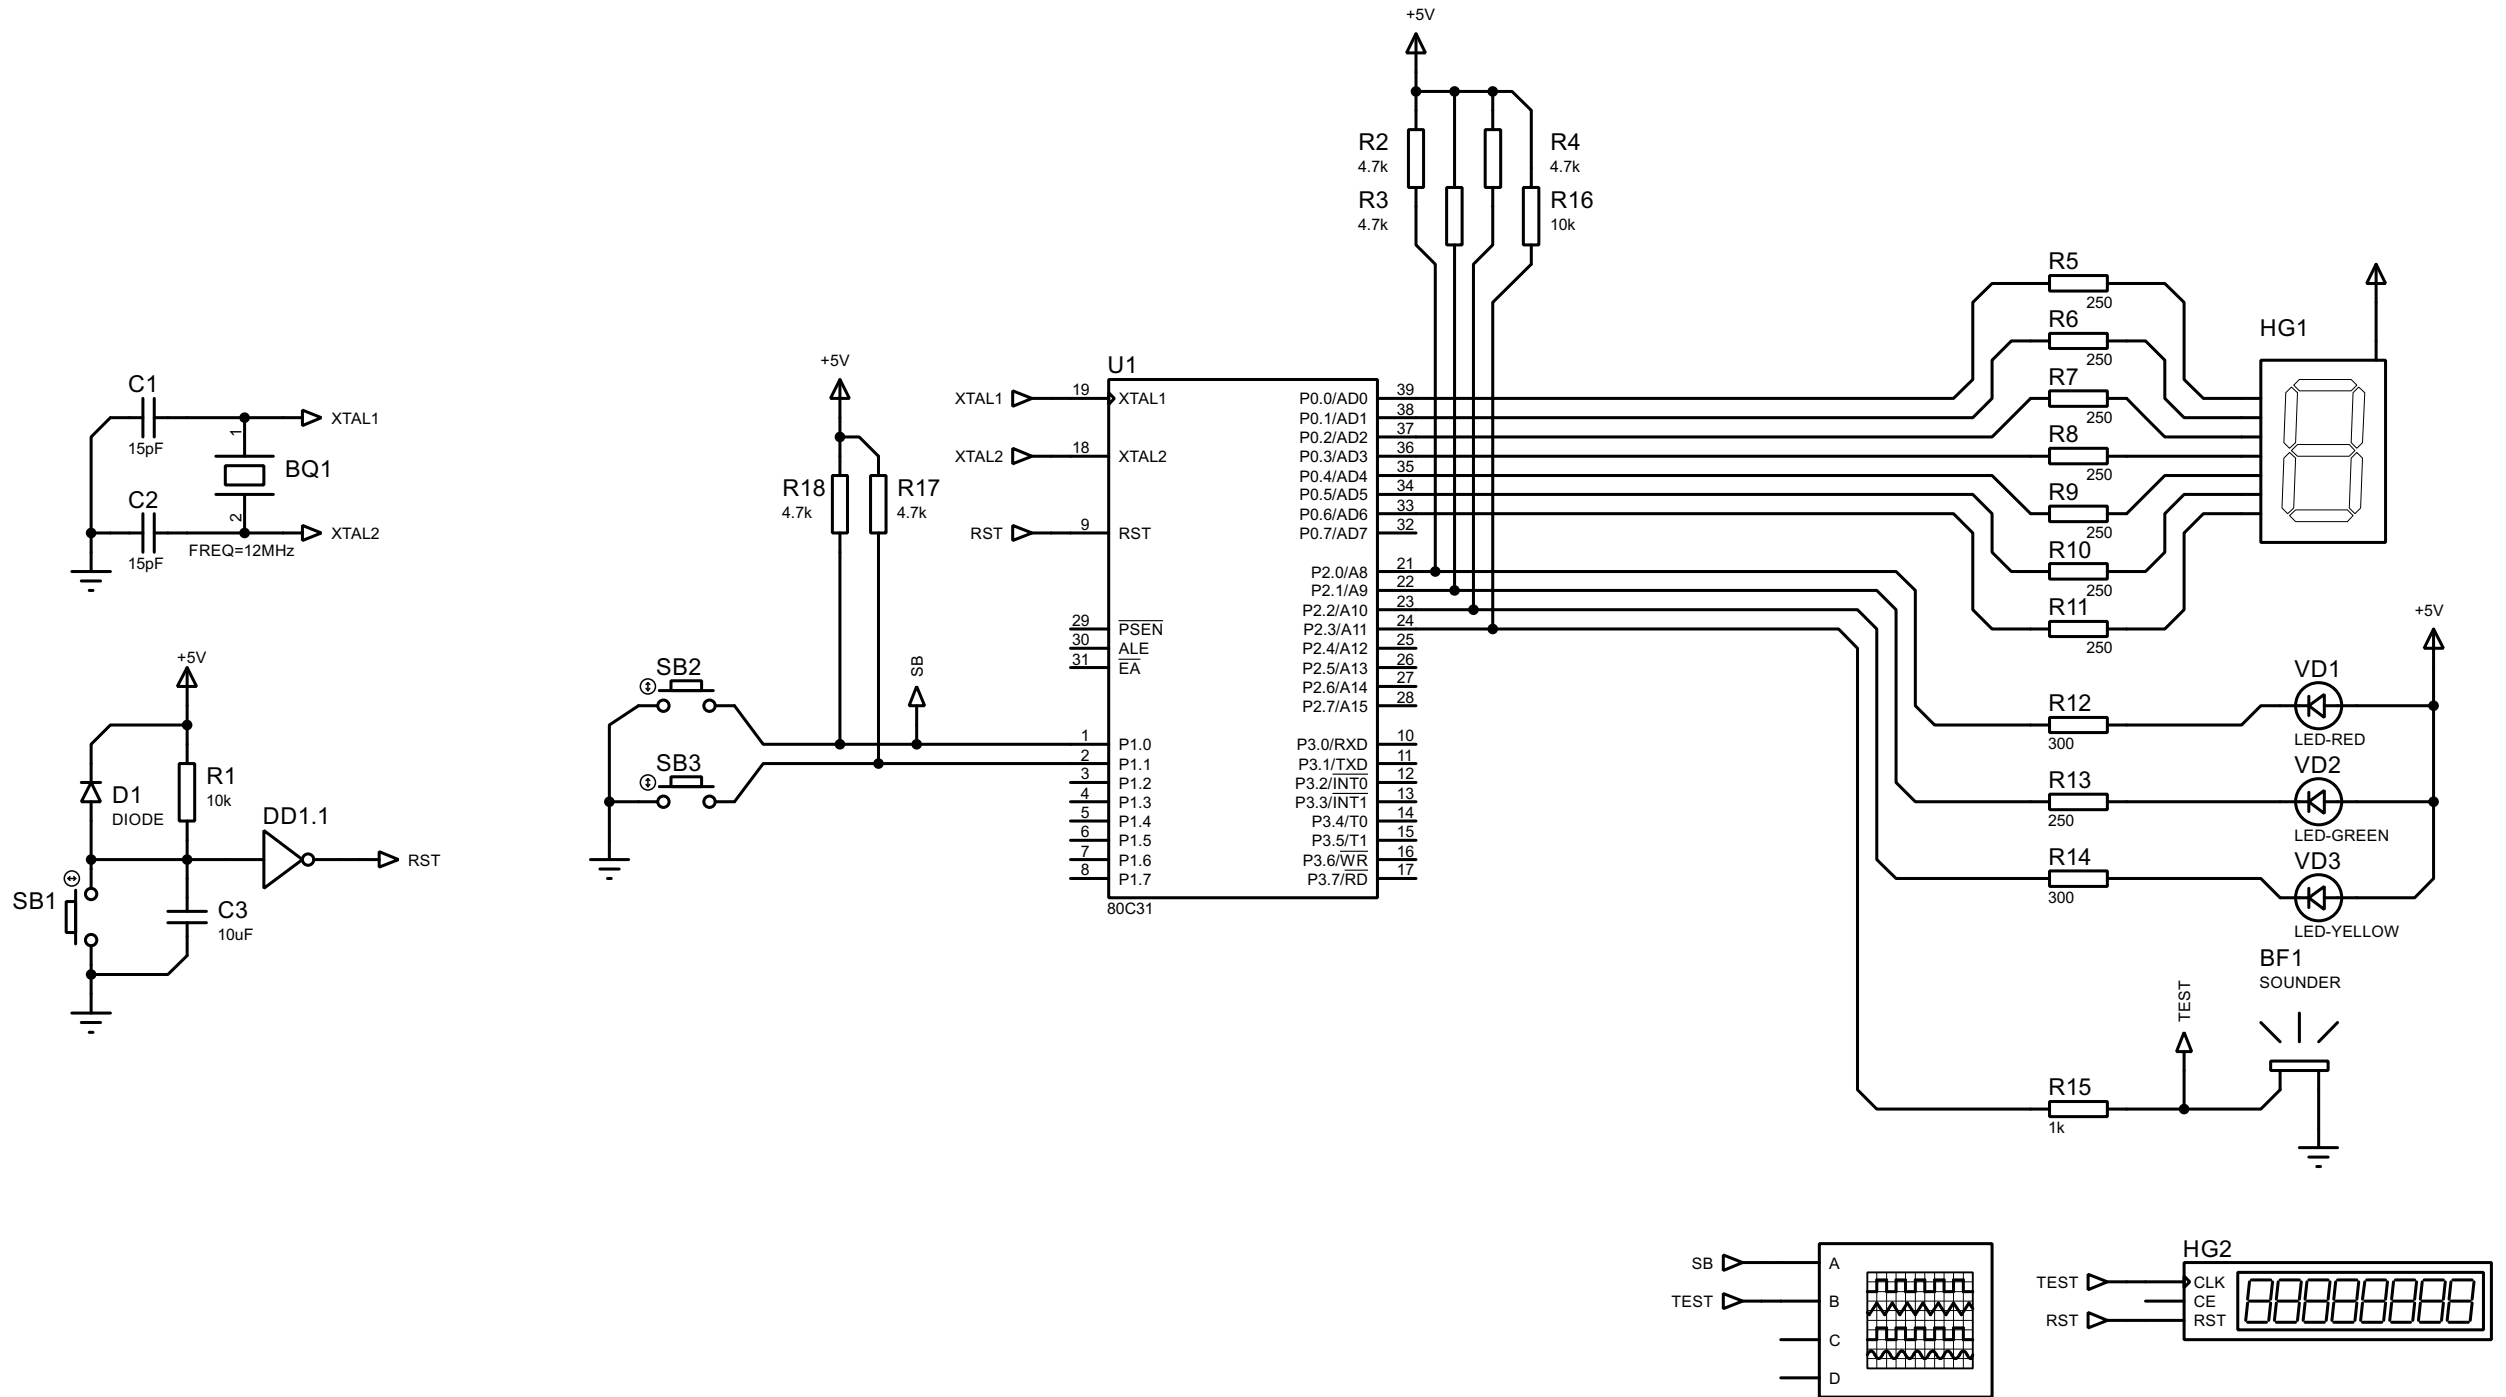 +5V
R2
4.7k
R3
4.7k
R4
4.7k
R16
10k
C1
15pF
C2
15pF
1
2
BQ1
FREQ=12MHz
XTAL1
XTAL2
+5V
D1
DIODE
R1
10k
DD1.1
RST
SB1
C3
10uF
+5V
R18
4.7k
R17
4.7k
SB2
SB3
SB
U1
XTAL1 19 XTAL1
XTAL2 18 XTAL2
RST 9 RST
29 PSEN
30 ALE
31 EA
1 P1.0
2 P1.1
3 P1.2
4 P1.3
5 P1.4
6 P1.5
7 P1.6
8 P1.7
80C31
P0.0/AD0 39
P0.1/AD1 38
P0.2/AD2 37
P0.3/AD3 36
P0.4/AD4 35
P0.5/AD5 34
P0.6/AD6 33
P0.7/AD7 32
P2.0/A8 21
P2.1/A9 22
P2.2/A10 23
P2.3/A11 24
P2.4/A12 25
P2.5/A13 26
P2.6/A14 27
P2.7/A15 28
P3.0/RXD 10
P3.1/TXD 11
P3.2/INT0 12
P3.3/INT1 13
P3.4/T0 14
P3.5/T1 15
P3.6/WR 16
P3.7/RD 17
R5
250
R6
250
R7
250
R8
250
R9
250
R10
250
R11
250
HG1
+5V
R12
300
VD1
LED-RED
R13
250
VD2
LED-GREEN
R14
300
VD3
LED-YELLOW
BF1
SOUNDER
TEST
R15
1k
SB A
TEST B
C
D
HG2
TEST CLK
CE
RST RST